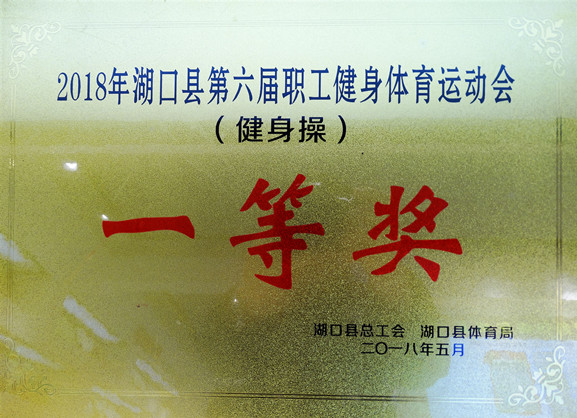 2018年湖口县第六届职工健身体育运动会
（健身操）
一等奖
湖口县总工会 湖口县体育局
二〇一八年五月